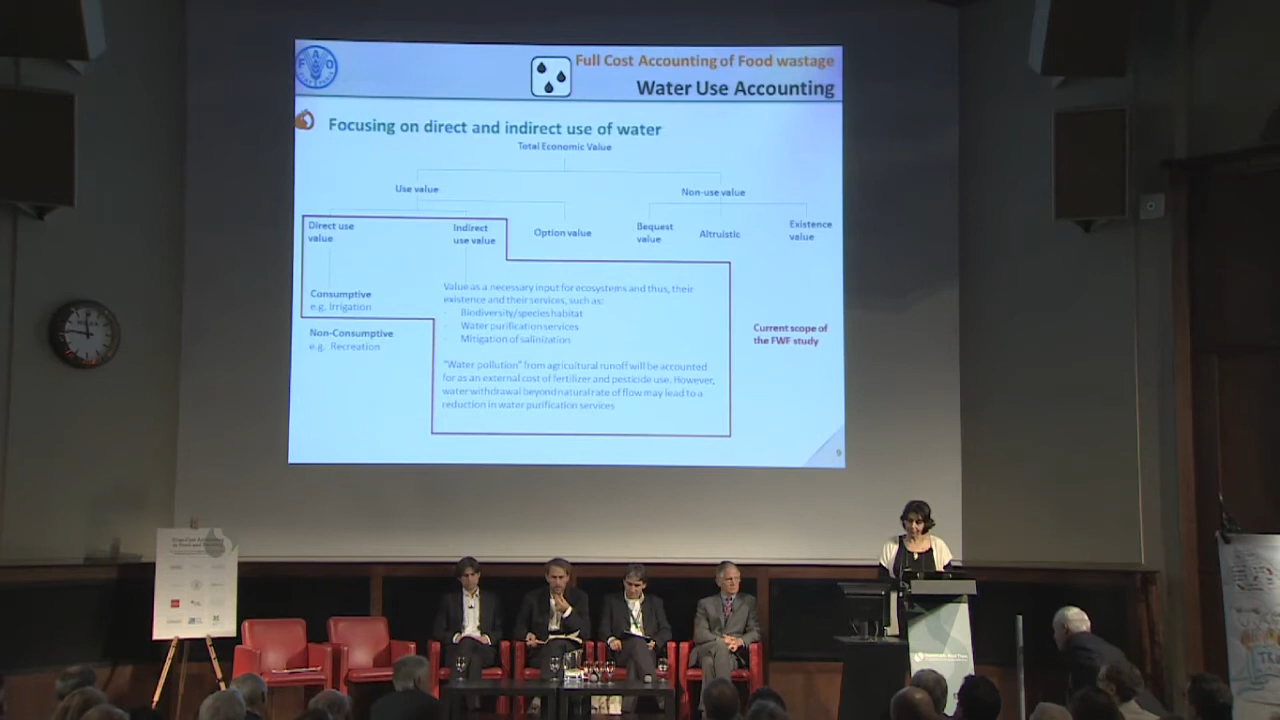 FAO
Full Cost Accounting of Food wastage
Water Use Accounting
Focusing on direct and indirect use of water
Total Economic Value
Use value
Non-use value
Direct use
value
Indirect
use value
Option value
Bequest
value
Altruistic
Existence
value
Consumptive
e.g. Irrigation
Non-Consumptive
e.g. Recreation
Value as a necessary input for ecosystems and thus, their
existence and their services, such as:
Biodiversity/species habitat
Water purification services
Mitigation of salinization
"Water pollution" from agricultural runoff will be accounted
for as an external cost of fertilizer and pesticide use. However,
water withdrawal beyond natural rate of flow may lead to a
reduction in water purification services
Current scope of
the FWF study
9